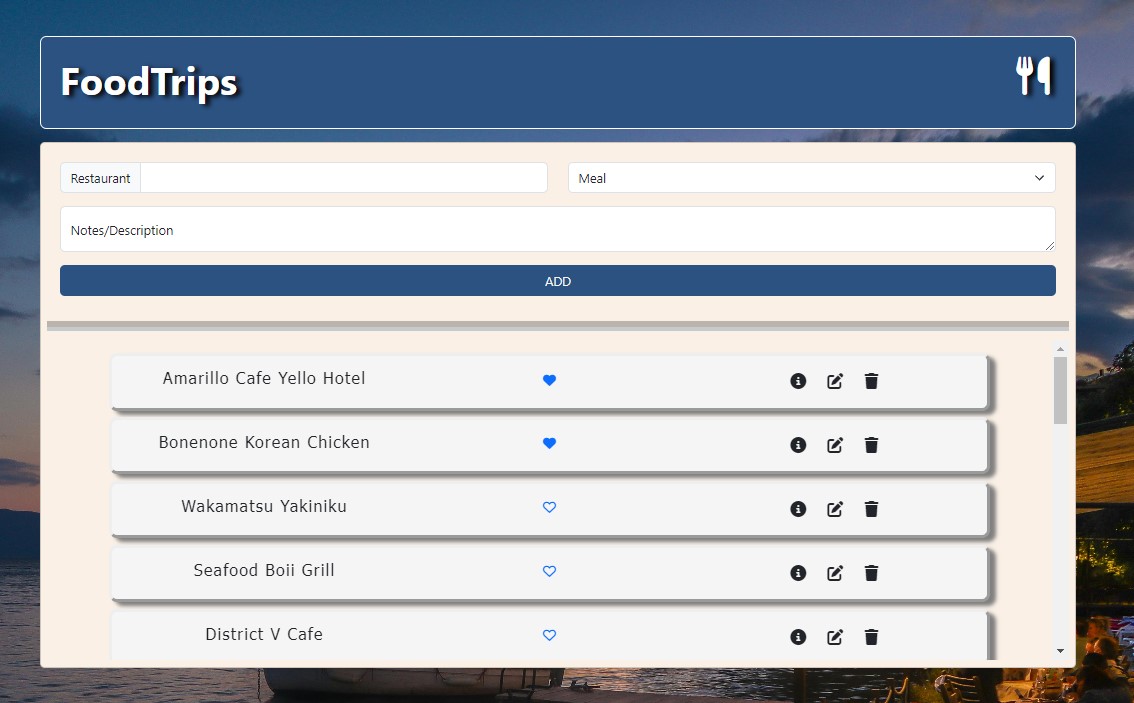 FoodTrips
Restaurant
Meal
Notes/Description
ADD
Amarillo Cafe Yello Hotel
Bonenone Korean Chicken
Wakamatsu Yakiniku
Seafood Boii Grill
District V Cafe